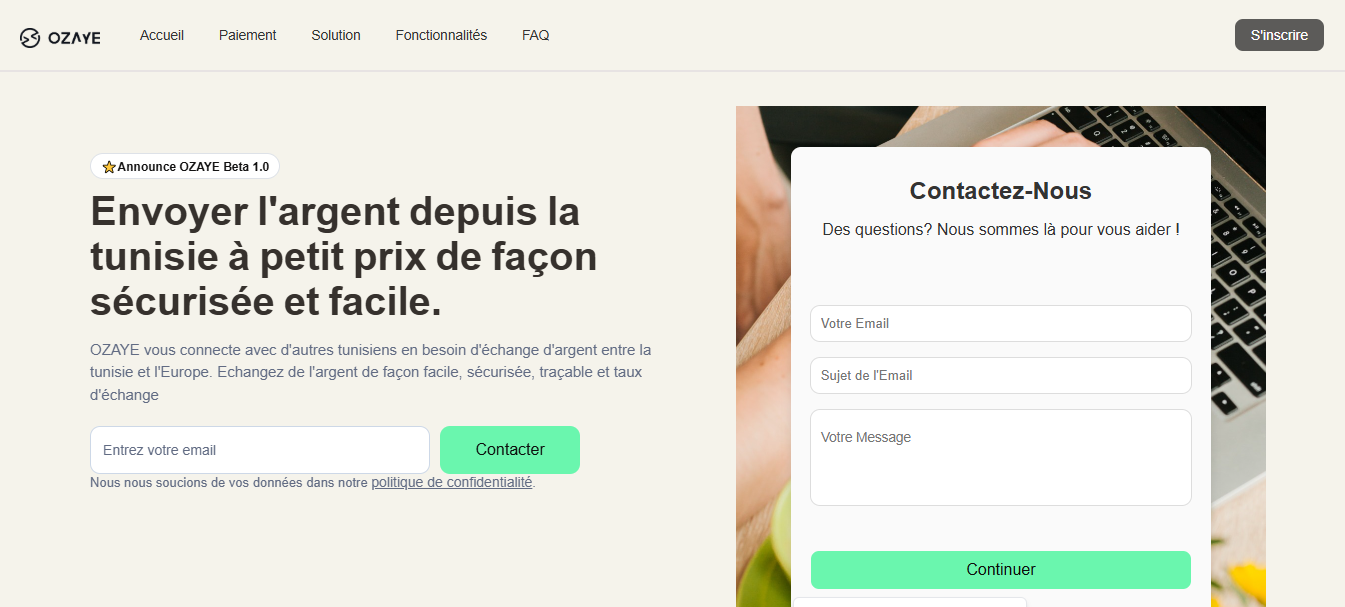 OZAYE
Accueil
Paiement
Solution
Fonctionnalités
FAQ
S'inscrire
Announce OZAYE Beta 1.0
Envoyer l'argent depuis la
tunisie à petit prix de façon
sécurisée et facile.
OZAYE vous connecte avec d'autres tunisiens en besoin d'échange d'argent entre la
tunisie et l'Europe. Echangez de l'argent de façon facile, sécurisée, traçable et taux
d'échange
Entrez votre email
Contacter
Nous nous soucions de vos données dans notre politique de confidentialité.
Contactez-Nous
Des questions? Nous sommes là pour vous aider !
Votre Email
Sujet de l'Email
Votre Message
Continuer